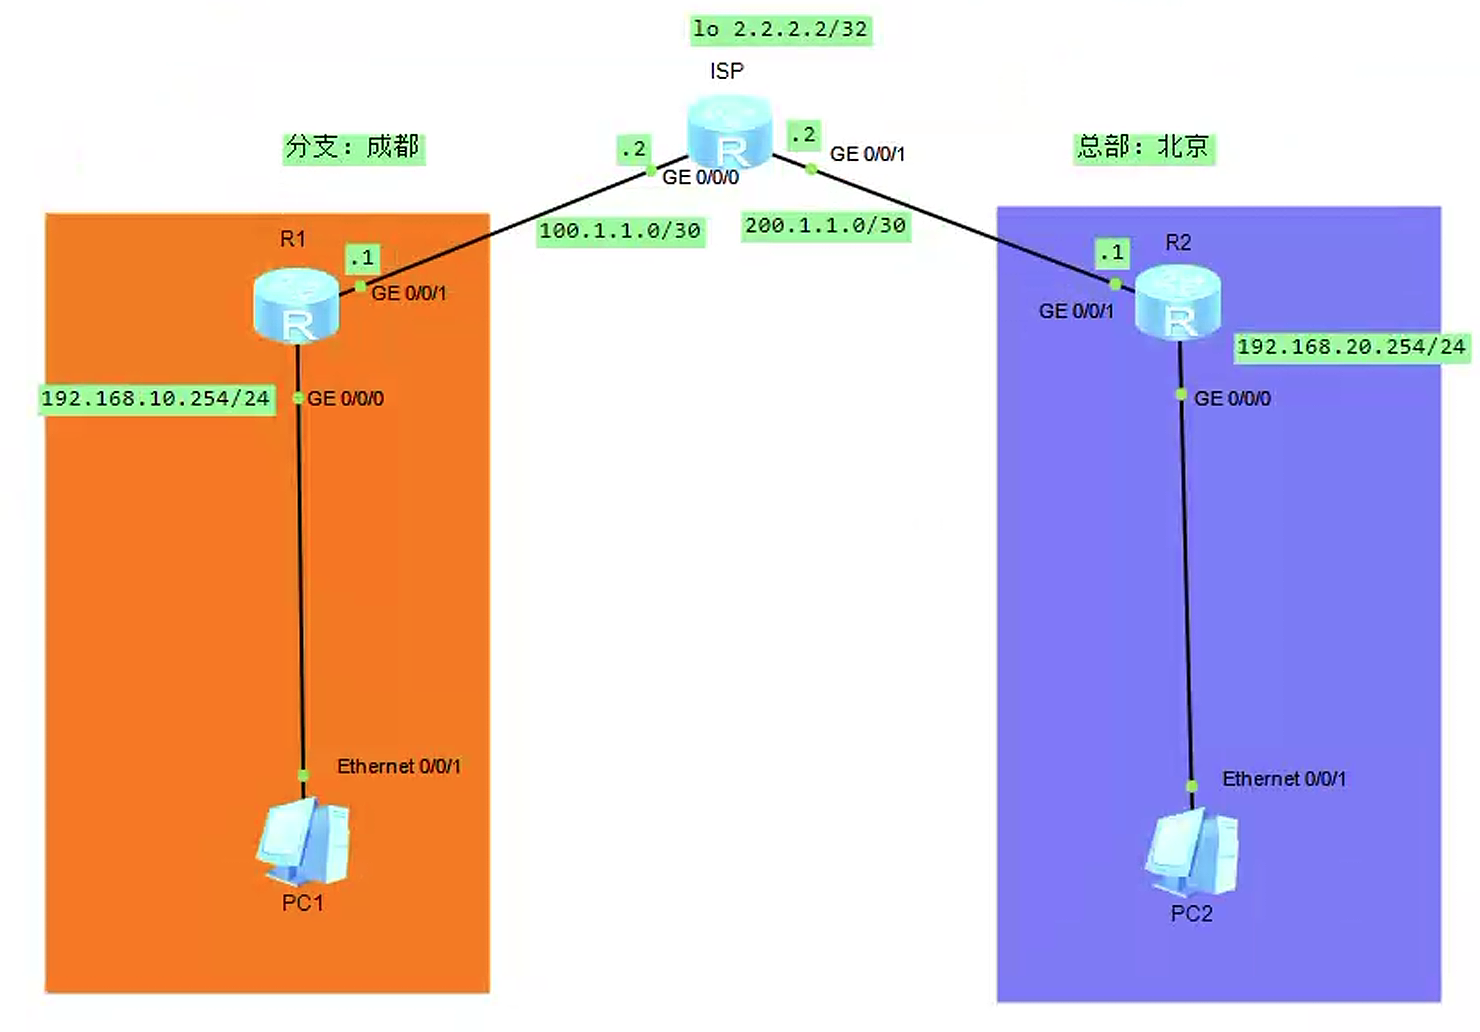 lo 2.2.2.2/32
ISP
分支：成都
.2
.2
GE 0/0/1
总部：北京
GE 0/0/0
100.1.1.0/30
200.1.1.0/30
R1
.1
GE 0/0/1
R2
.1
GE 0/0/1
R
R
R
192.168.20.254/24
192.168.10.254/24
GE 0/0/0
GE 0/0/0
Ethernet 0/0/1
Ethernet 0/0/1
PC1
PC2